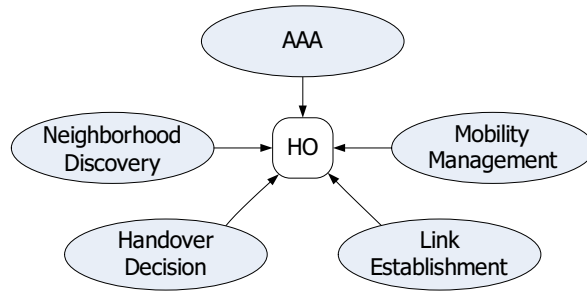 AAA
Neighborhood
Discovery
HO
Mobility
Management
Handover
Decision
Link
Establishment